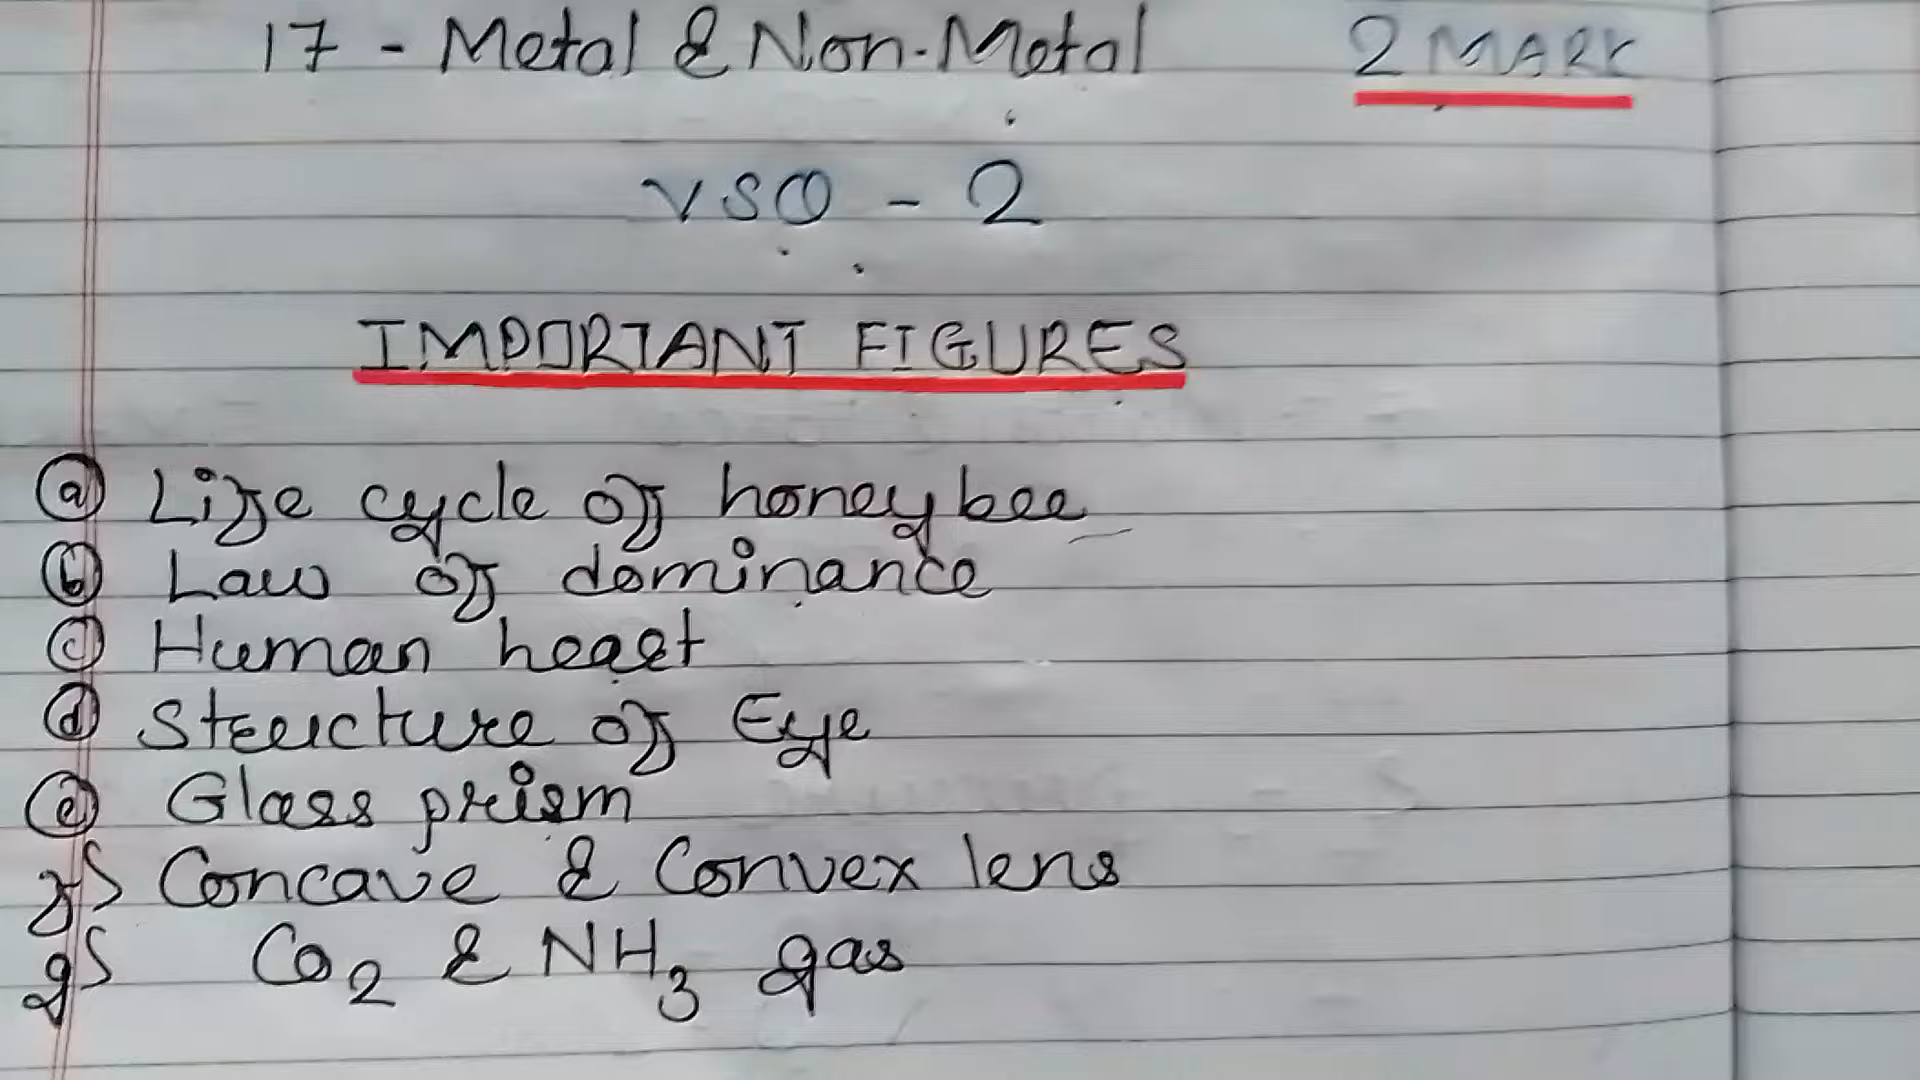 17 - Metal & Non-Metal 2 MARK
VSQ - 2
IMPORTANT FIGURES
(a) Life cycle of honeybee
(b) Law of dominance
(c) Human heart
(d) Structure of Eye
(e) Glass prism
f) Concave & Convex lens
g) Co2 & NH3 gas